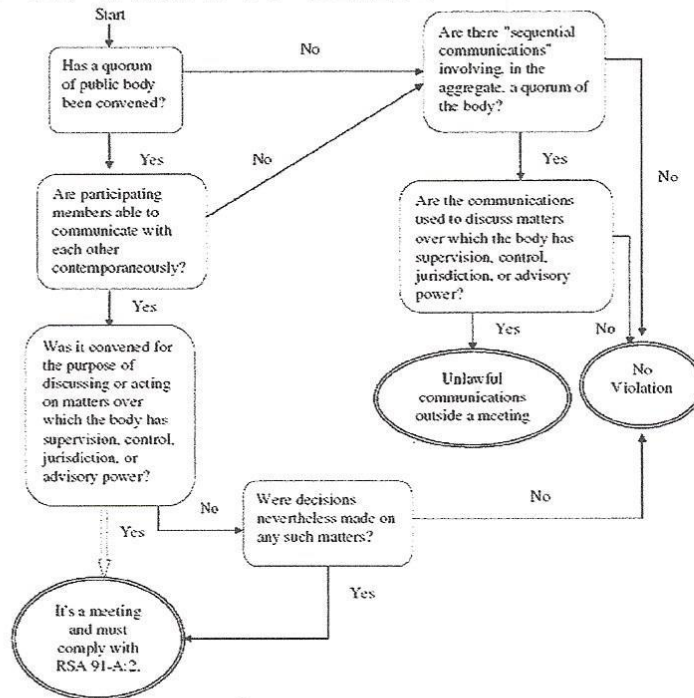 Start
Has a quorum
of public body
been convened?
No
Are there "sequential
communications"
involving, in the
aggregate, a quorum of
the body?
Yes
No
Yes
No
Are participating
members able to
communicate with
each other
contemporaneously?
Are the communications
used to discuss matters
over which the body has
supervision, control,
jurisdiction, or advisory
power?
Yes
Yes
No
Was it convened for
the purpose of
discussing or acting
on matters over
which the body has
supervision, control,
jurisdiction, or
advisory power?
Unlawful
communications
outside a meeting
No
Violation
Yes
No
Were decisions
nevertheless made on
any such matters?
No
Yes
It's a meeting
and must
comply with
RSA 91-A:2.